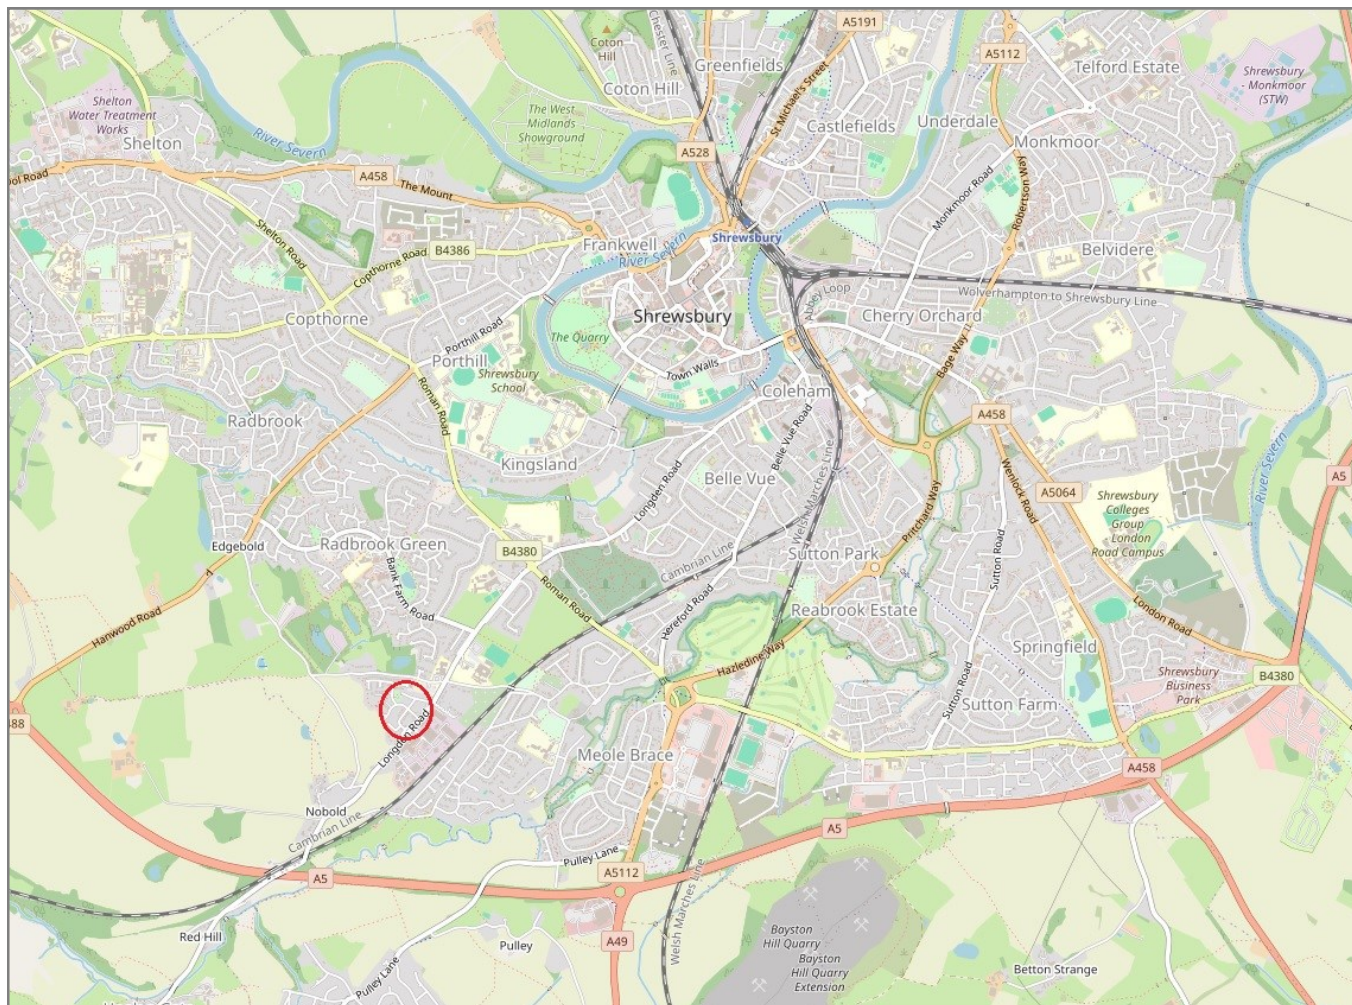 Chester Line
Coton
Hill
Greenfields
A5191
A5112
Telford Estate
Shrewsbury
Monkmoor
(STW)
Shelton
Water Treatment
Works
The West
Midlands
Showground
Coton Hill
St Michael's Street
Castlefields
Underdale
Monkmoor
River Severn
Shelton
A528
ool Road
A458
The Mount
Monkmoor Road
Robertson Way
Shelton Road
Frankwell
River Severn
Shrewsbury
Belvidere
Copthorne Road
B4386
Abbey Loop
Wolverhampton to Shrewsbury Line
Copthorne
Shrewsbury
Cherry Orchard
Porthill Road
The Quarry
Porthill
Shrewsbury
School
Town Walls
Bage Way
Coleham
Roman Road
Radbrook
A458
Belle Vue Road
Kingsland
Longden Road
Belle Vue
Welsh Marches Line
Wenlock Road
River Severn
A5
A5064
Pritchard Way
Shrewsbury
Colleges
Group
London
Road Campus
Edgebold
Radbrook Green
B4380
Cambrian Line
Sutton Park
Sutton Road
Bank Farm Road
Roman Road
Hereford Road
Reabrook Estate
Hanwood Road
London Road
Hazledine Way
Springfield
Shrewsbury
Business
Park
B4380
Sutton Road
Sutton Farm
488
Longden Road
Meole Brace
A458
Nobold
Cambrian Line
A5
Pulley Lane
A5
A5112
Welsh Marches Line
Red Hill
Pulley
A49
Bayston
Hill Quarry
Bayston
Hill Quarry
Extension
Pulley Lane
Betton Strange